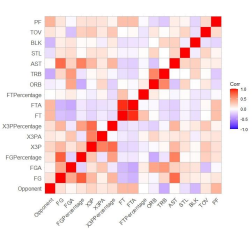 PF
TOV
BLK
STL
AST
TRB
ORB
FTPercentage
FTA
FT
X3PPercentage
X3PA
X3P
FGPercentage
FGA
FG
Opponent
Corr
1.0
0.5
0.0
-0.5
-1.0
Opponent
FG
FGA
FGPercentage
X3P
X3PA
X3PPercentage
FT
FTA
FTPercentage
ORB
TRB
AST
STL
BLK
TOV
PF